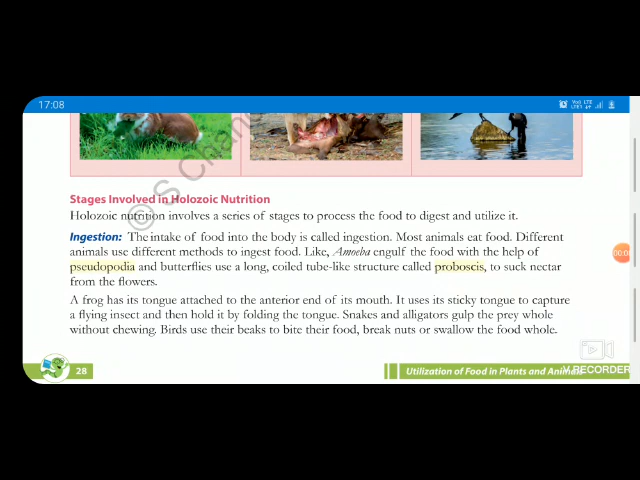 17:08
© S Chan
Stages Involved in Holozoic Nutrition
Holozoic nutrition involves a series of stages to process the food to digest and utilize it.
Ingestion: The intake of food into the body is called ingestion. Most animals eat food. Different
animals use different methods to ingest food. Like, Amoeba engulf the food with the help of
pseudopodia and butterflies use a long, coiled tube-like structure called proboscis, to suck nectar
from the flowers.
A frog has its tongue attached to the anterior end of its mouth. It uses its sticky tongue to capture
a flying insect and then hold it by folding the tongue. Snakes and alligators gulp the prey whole
without chewing. Birds use their beaks to bite their food, break nuts or swallow the food whole.
28
Utilization of Food in Plants and Animals
V RECORDER